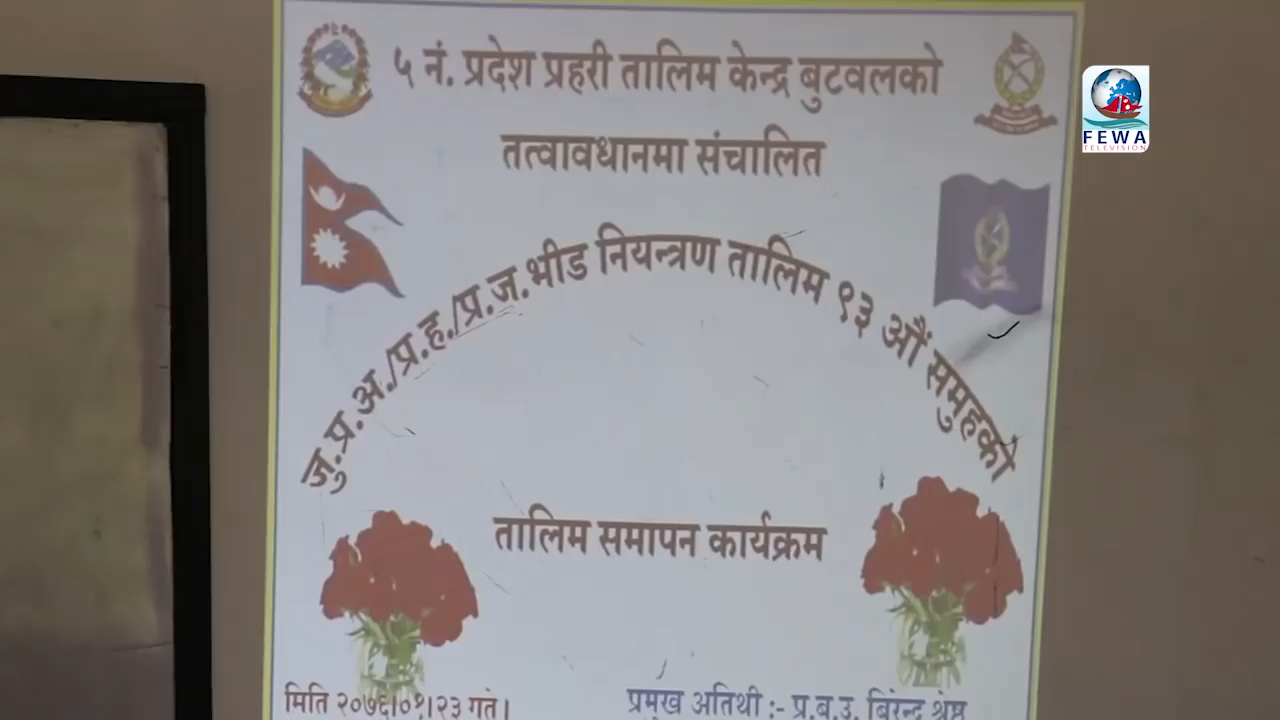 ५ नं. प्रदेश प्रहरी तालिम केन्द्र बुटवलको
तत्वावधानमा संचालित
जु.प्र.अ./प्र.ह./प्र.ज.भीड नियन्त्रण तालिम ९३ औं समुहको
तालिम समापन कार्यक्रम
मिति २०७६।०१।२३ गते।
प्रमुख अतिथी :- प्र.ब.उ. बिरेन्द्र श्रेष्ठ
FEWA
TELEVISION